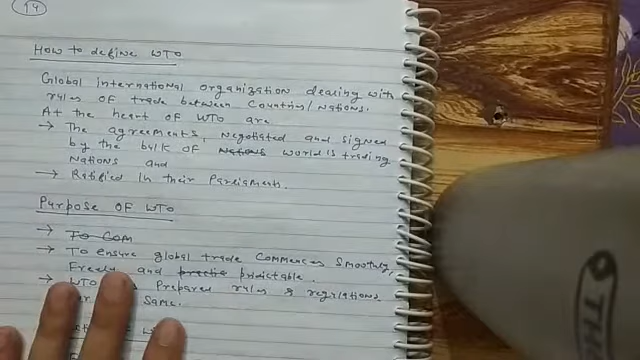 14
How to define WTO
Global international organization dealing with
rules of trade between countries/nations.
At the heart of WTO are
→ The agreements, negotiated and signed
by the bulk of Nations world is trading
Nations and
→ Ratified in their Parliaments.
Purpose of WTO
→ To Com
→ To ensure global trade commences smoothly,
Freely and predictable.
→ WTO Prepared rules & regulations
same.
TH